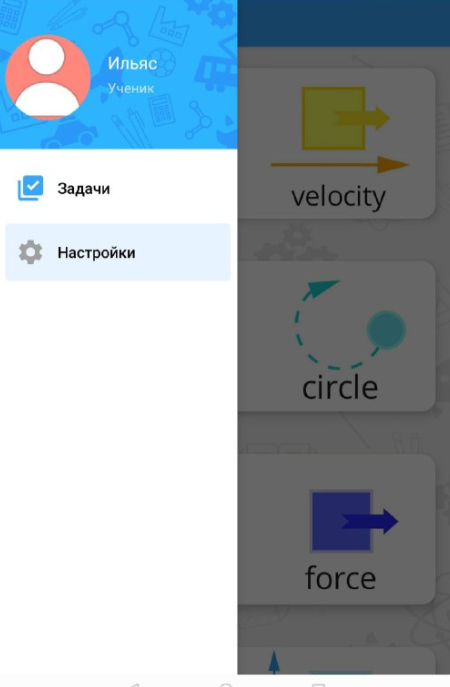 Ильяс
Ученик
Задачи
Настройки
velocity
circle
force